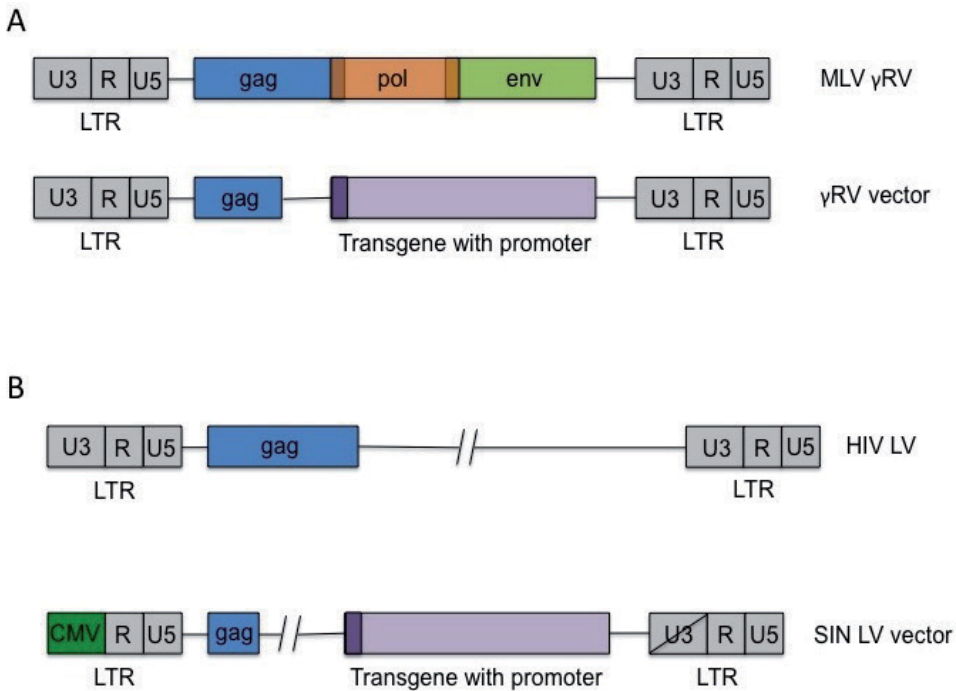 A
U3 R U5 gag pol env U3 R U5 MLV γRV
LTR LTR
U3 R U5 gag U3 R U5 γRV vector
LTR Transgene with promoter LTR
B
U3 R U5 gag // U3 R U5 HIV LV
LTR LTR
CMV R U5 gag // U3 R U5 SIN LV vector
LTR Transgene with promoter LTR